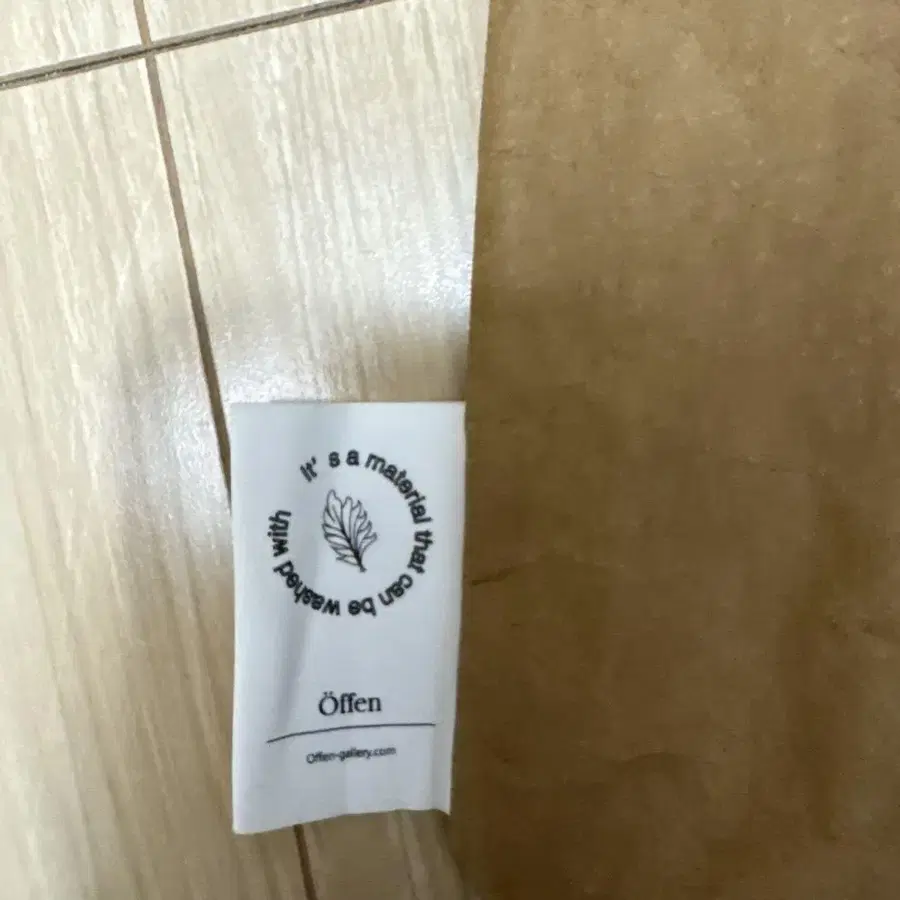 it' s a material that can be washed with
Öffen
Offen-gallery.com